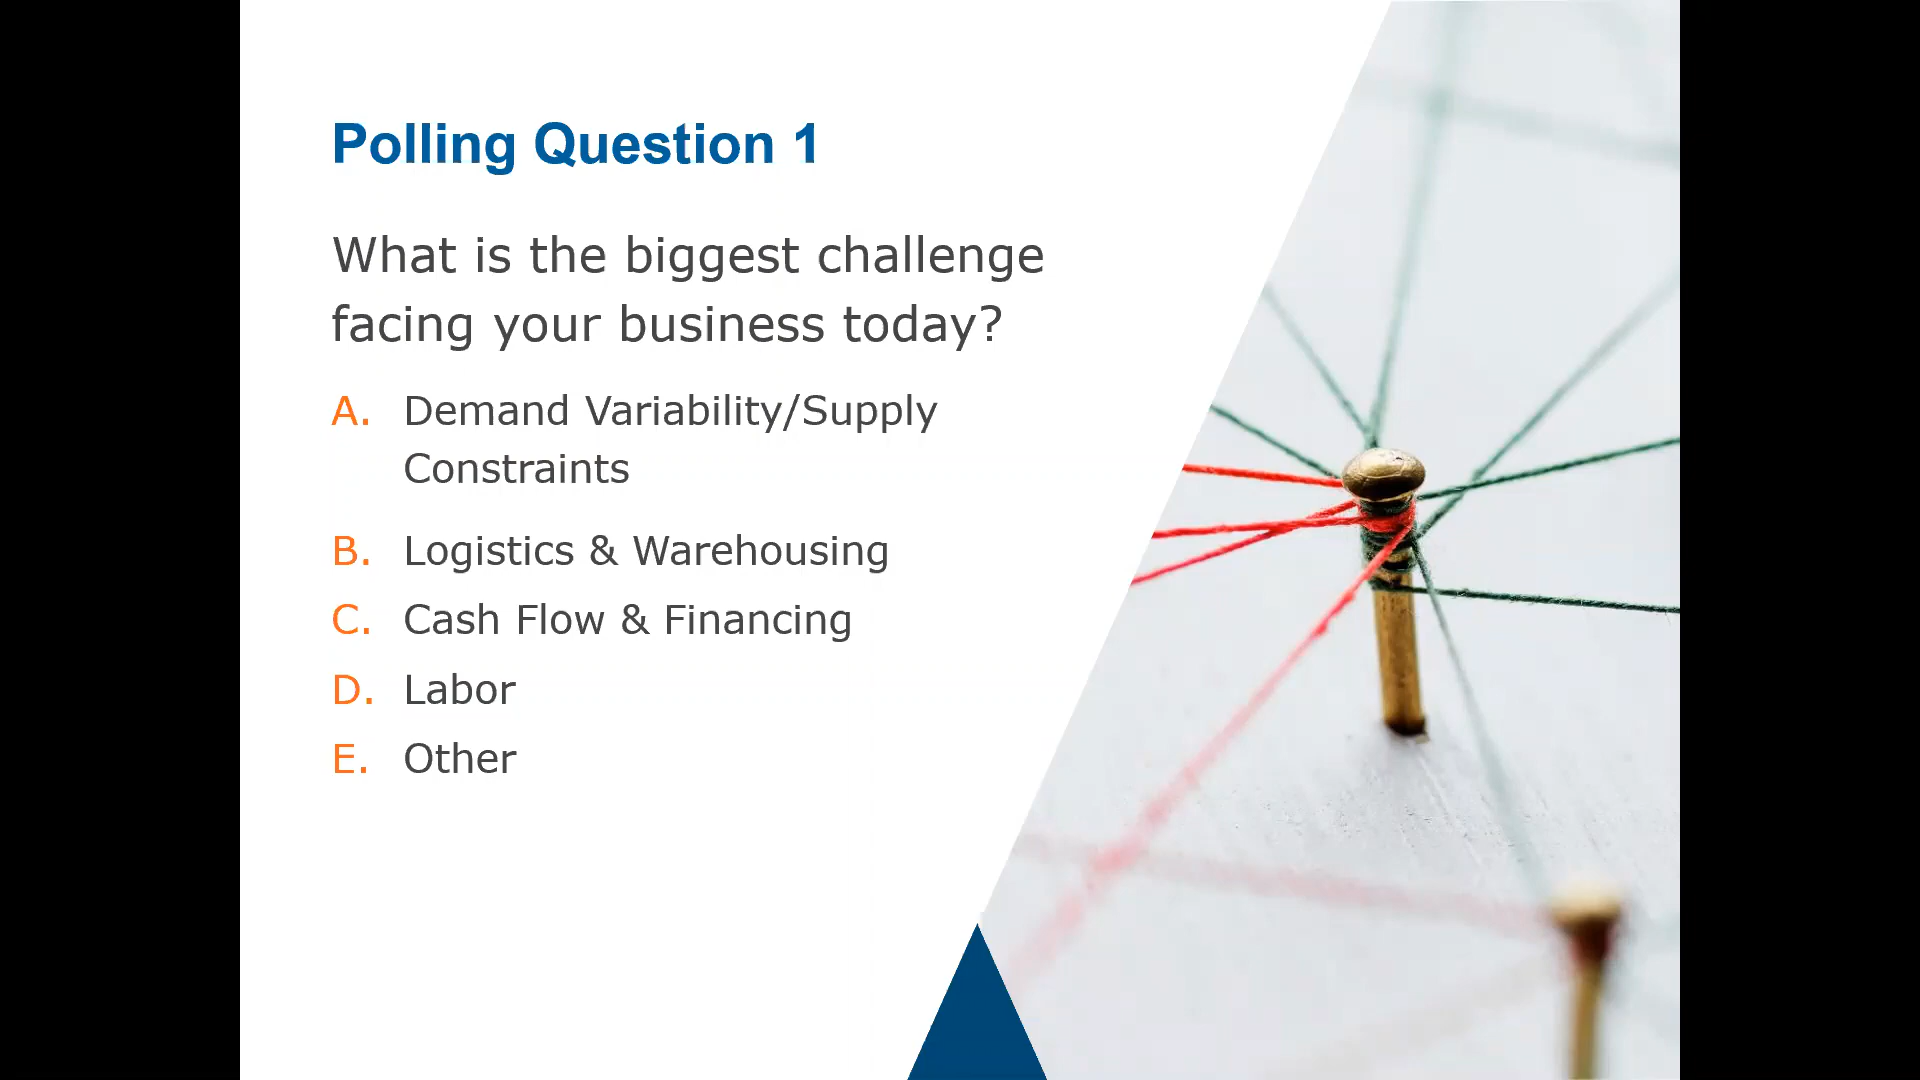 Polling Question 1
What is the biggest challenge
facing your business today?
A. Demand Variability/Supply
Constraints
B. Logistics & Warehousing
C. Cash Flow & Financing
D. Labor
E. Other